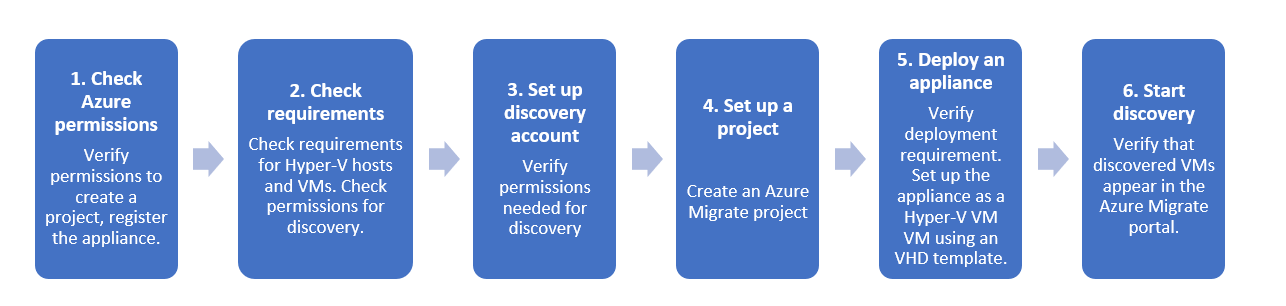 1. Check
Azure
permissions
Verify
permissions to
create a
project, register
the appliance.
2. Check
requirements
Check requirements
for Hyper-V hosts
and VMs. Check
permissions for
discovery.
3. Set up
discovery
account
Verify
permissions
needed for
discovery
4. Set up a
project
Create an Azure
Migrate project
5. Deploy an
appliance
Verify
deployment
requirement.
Set up the
appliance as a
Hyper-V VM
VM using an
VHD template.
6. Start
discovery
Verify that
discovered VMs
appear in the
Azure Migrate
portal.